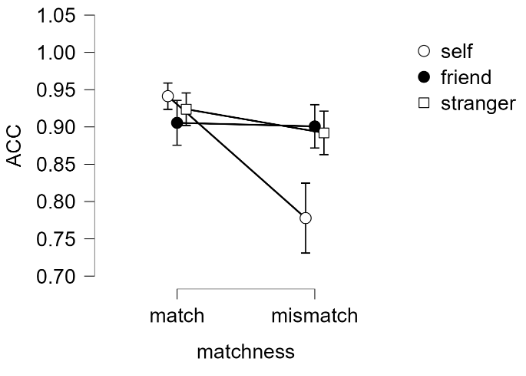 1.05
1.00
0.95
0.90
0.85
0.80
0.75
0.70
ACC
match
mismatch
matchness
self
friend
stranger